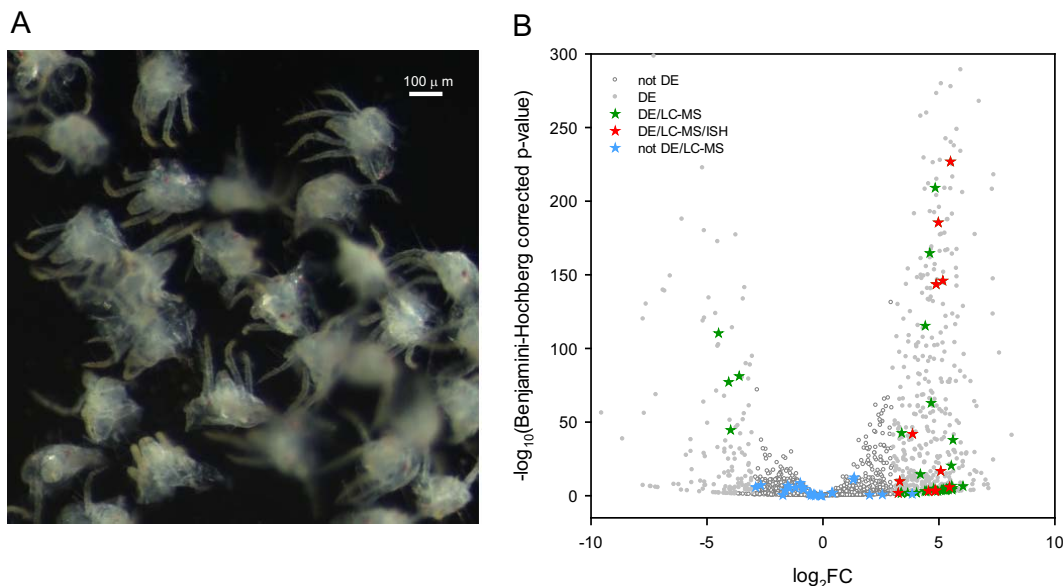 A
100 μ m
B
300
250
200
150
100
50
0
-log10(Benjamini-Hochberg corrected p-value)
not DE
DE
DE/LC-MS
DE/LC-MS/ISH
not DE/LC-MS
-10
-5
0
5
10
log2FC